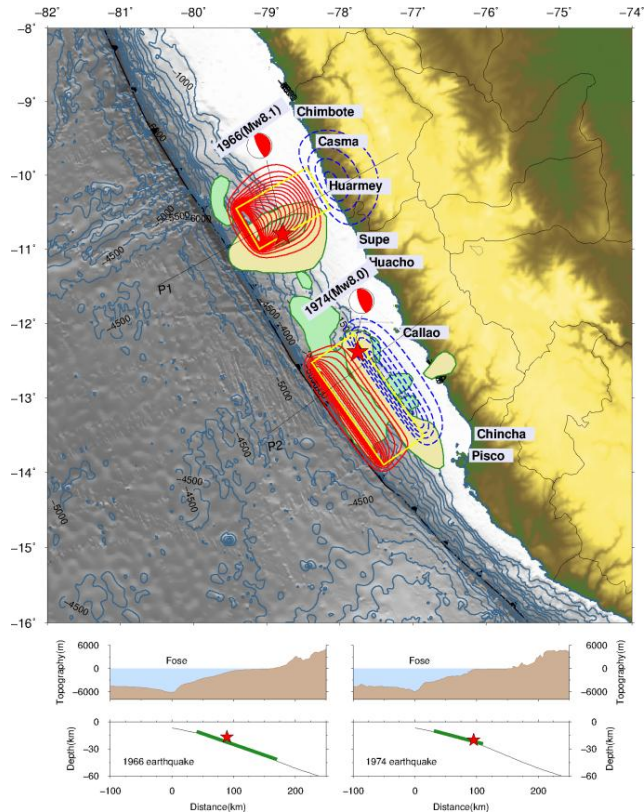 −82 −81 −80 −79 −78 −77 −76 −75 −74
−8
−9
−10
−11
−12
−13
−14
−15
−16
−1000
Chimbote
1966(Mw8.1)
Casma
Huarmey
−5500
6000
−4500
Supe
Huacho
P1
1974(Mw8.0)
−4500
−4500
4000
Callao
−5000
P2
Chincha
Pisco
−4500
−4500
−5000
−4500
Topography(m)
6000
0
−6000
Fose
Topography(m)
6000
0
−6000
Fose
Depth(km)
0
−30
−60
1966 earthquake
−100 0 100 200
Distance(km)
Depth(km)
0
−30
−60
1974 earthquake
−100 0 100 200
Distance(km)